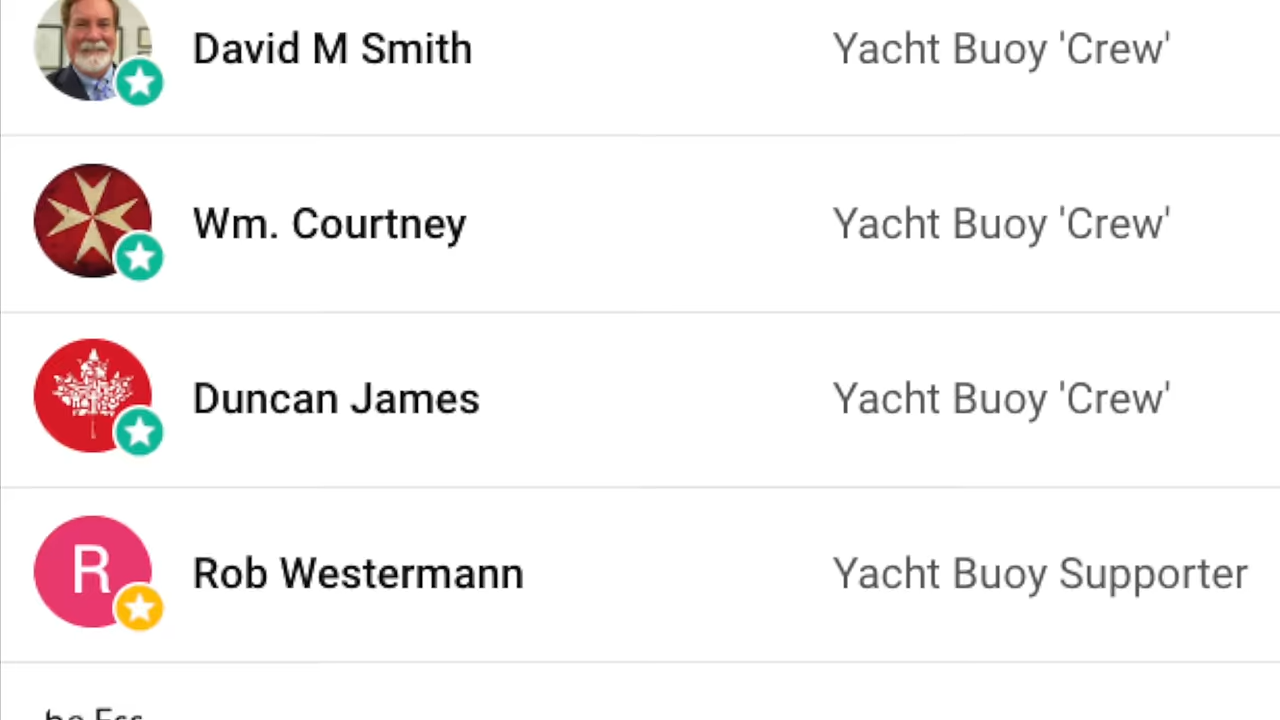 David M Smith Yacht Buoy 'Crew'
Wm. Courtney Yacht Buoy 'Crew'
Duncan James Yacht Buoy 'Crew'
R Rob Westermann Yacht Buoy Supporter